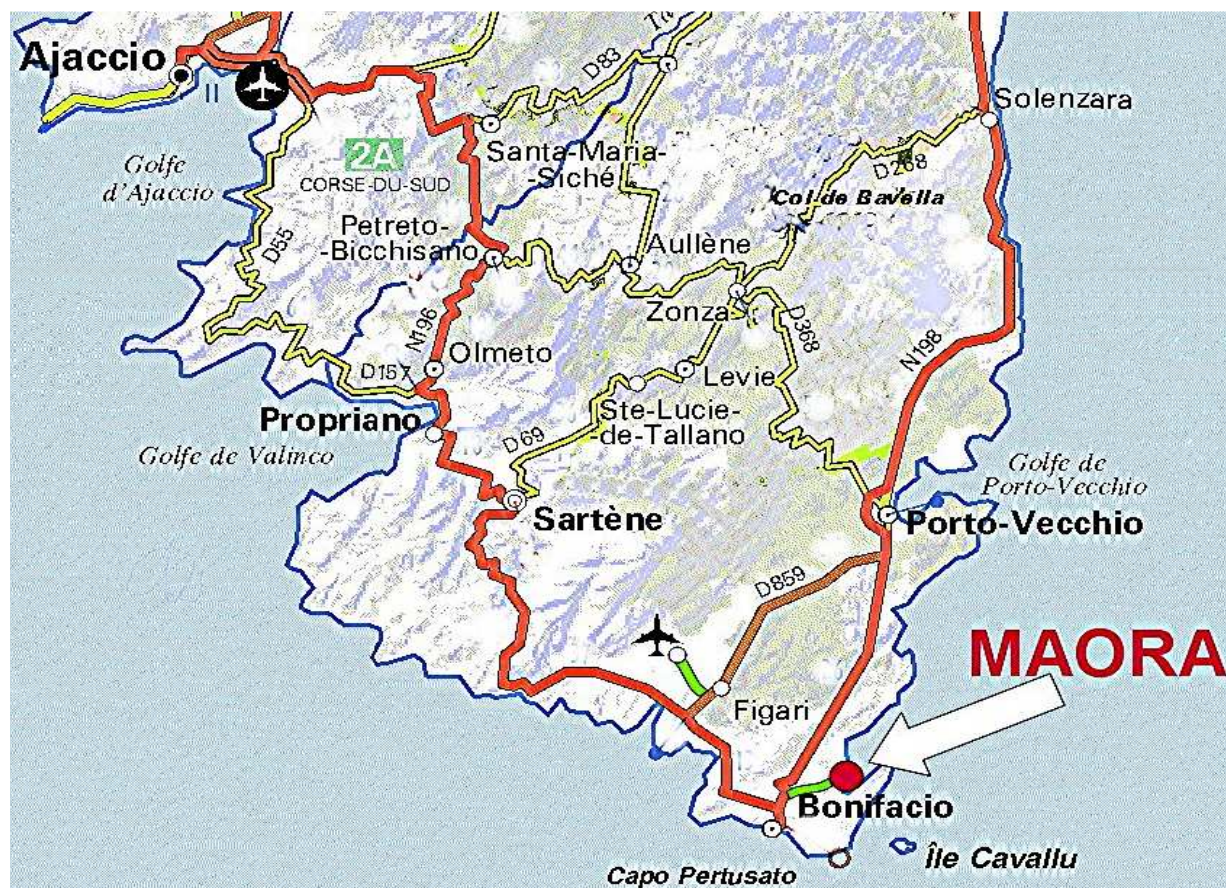 D83
Ajaccio
Solenzara
2A
Santa-Maria-
-Siché
D268
Golfe
d'Ajaccio
CORSE-DU-SUD
Col de Bavella
Petreto-
-Bicchisano
D55
Aullène
Zonza
D368
N196
N198
Olmeto
D157
Levie
Ste-Lucie-
-de-Tallano
Propriano
D69
Golfe de Valinco
Golfe de
Porto-Vecchio
Sartène
Porto-Vecchio
D859
MAORA
Figari
Bonifacio
Île Cavallu
Capo Pertusato